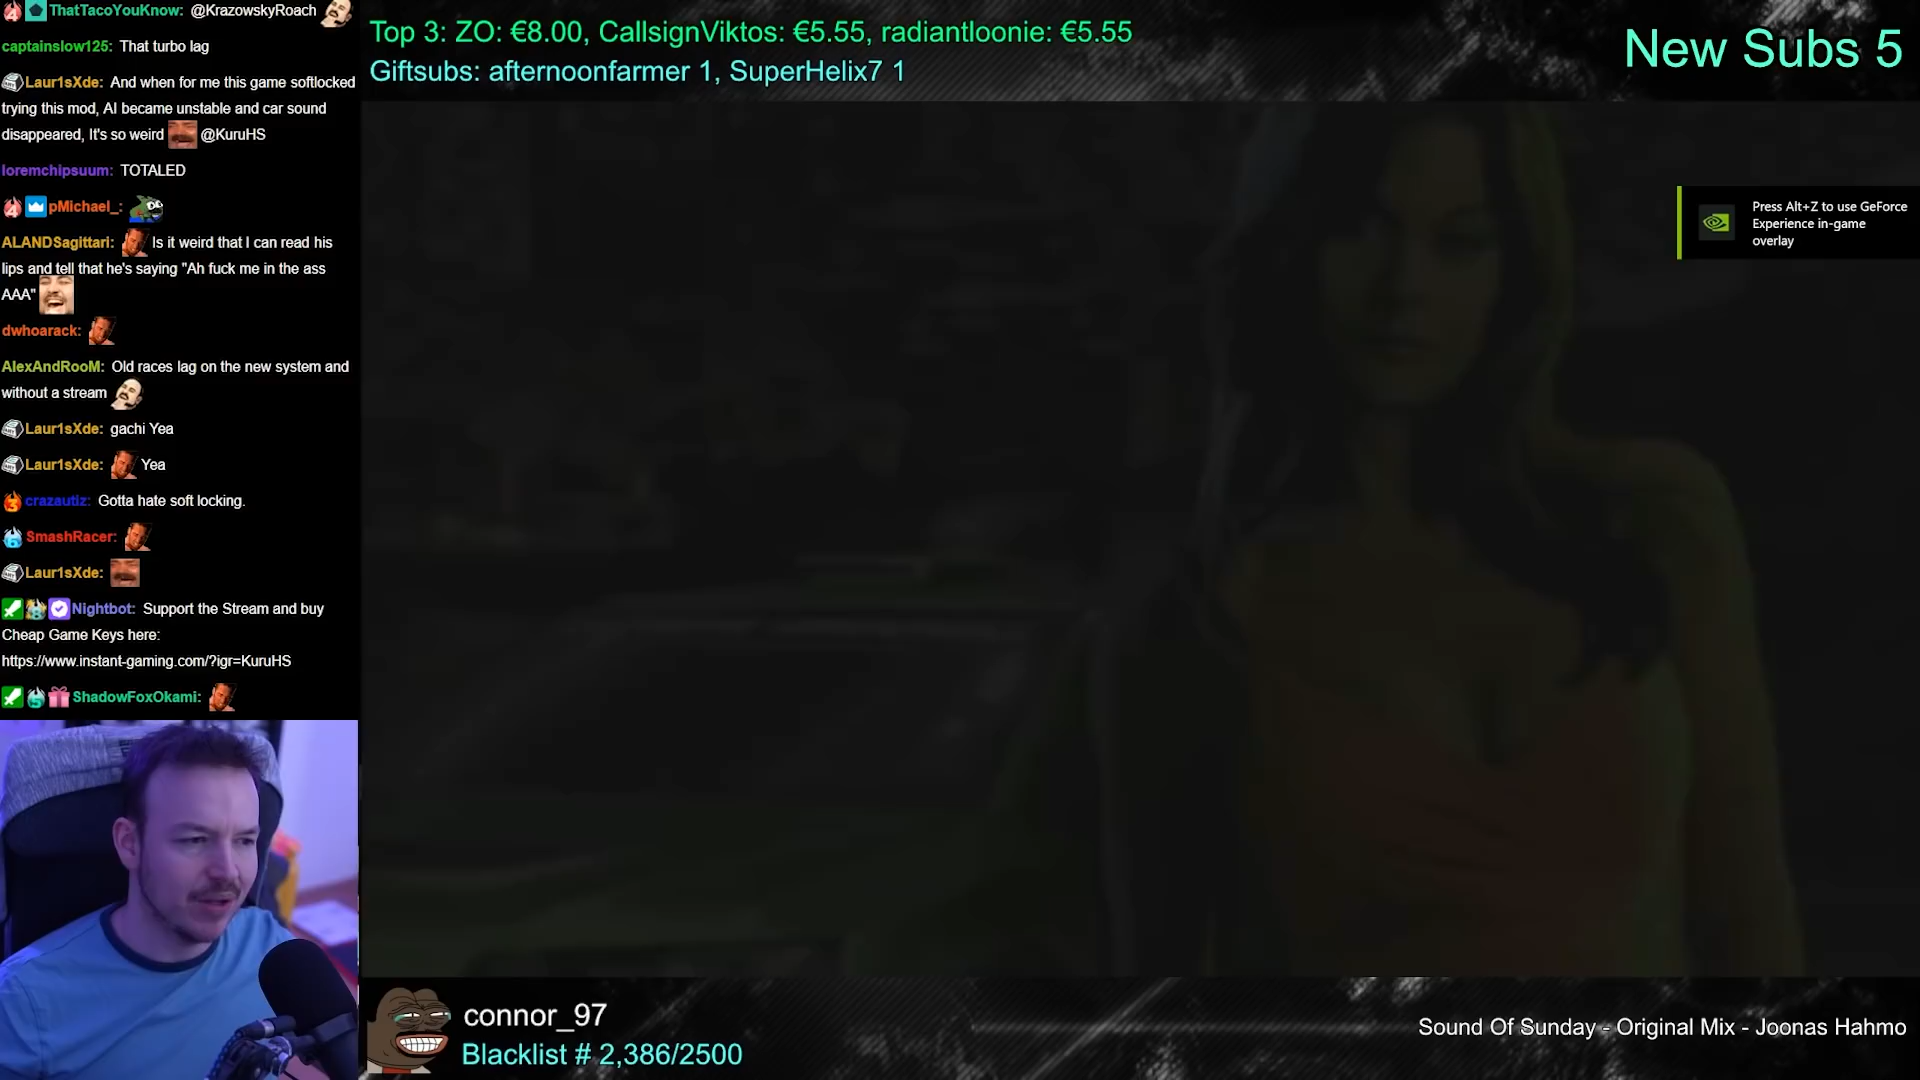 ThatTacoYouKnow: @KrazowskyRoach
captainslow125: That turbo lag
Laur1sXde: And when for me this game softlocked
trying this mod, AI became unstable and car sound
disappeared, It's so weird @KuruHS
loremchipsuum: TOTALED
pMichael_:
ALANDSagittari: Is it weird that I can read his
lips and tell that he's saying "Ah fuck me in the ass
AAA"
dwhoarack:
AlexAndRooM: Old races lag on the new system and
without a stream
Laur1sXde: gachi Yea
Laur1sXde: Yea
crazautiz: Gotta hate soft locking.
SmashRacer:
Laur1sXde:
Nightbot: Support the Stream and buy
Cheap Game Keys here:
https://www.instant-gaming.com/?igr=KuruHS
ShadowFoxOkami:
Top 3: ZO: €8.00, CallsignViktos: €5.55, radiantloonie: €5.55
Giftsubs: afternoonfarmer 1, SuperHelix7 1
New Subs 5
Press Alt+Z to use GeForce
Experience in-game
overlay
connor_97
Blacklist # 2,386/2500
Sound Of Sunday - Original Mix - Joonas Hahmo